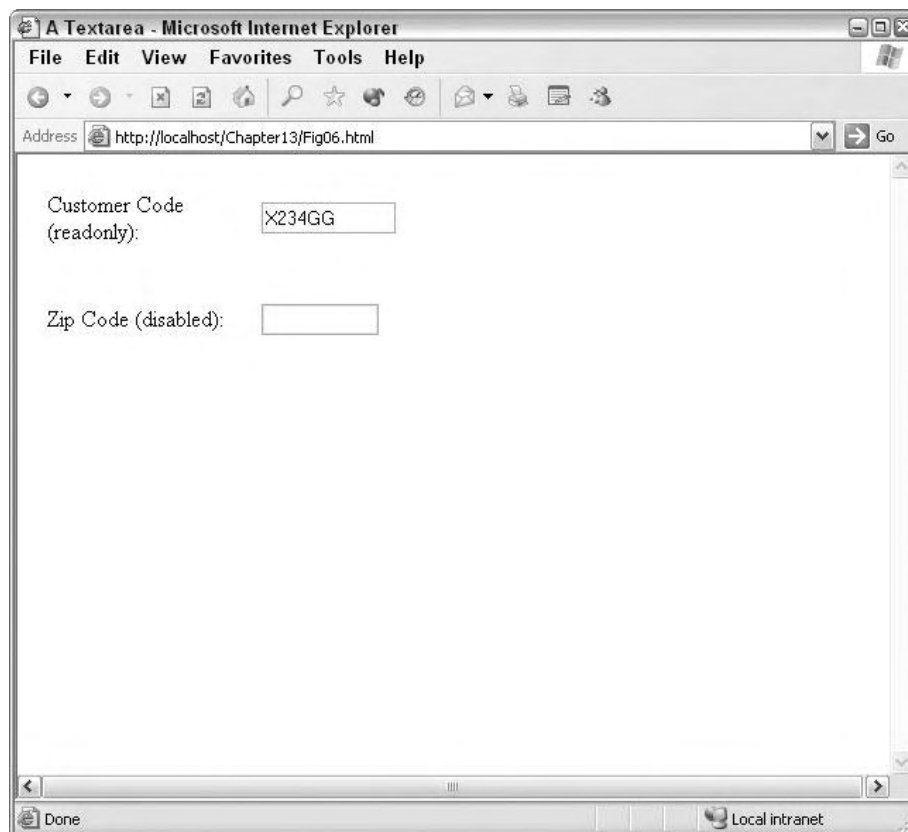 A Textarea - Microsoft Internet Explorer
File Edit View Favorites Tools Help
Address http://localhost/Chapter13/Fig06.html Go
Customer Code
(readonly): X234GG
Zip Code (disabled):
Done Local intranet